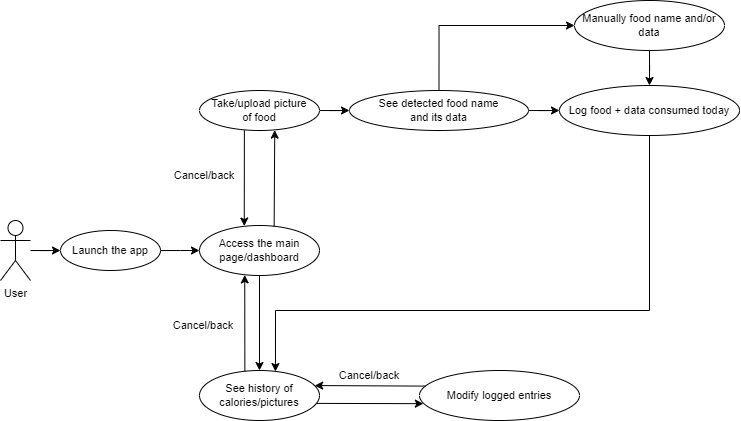 Manually food name and/or
data
Take/upload picture
of food
See detected food name
and its data
Log food + data consumed today
Cancel/back
Launch the app
Access the main
page/dashboard
User
Cancel/back
Cancel/back
See history of
calories/pictures
Modify logged entries